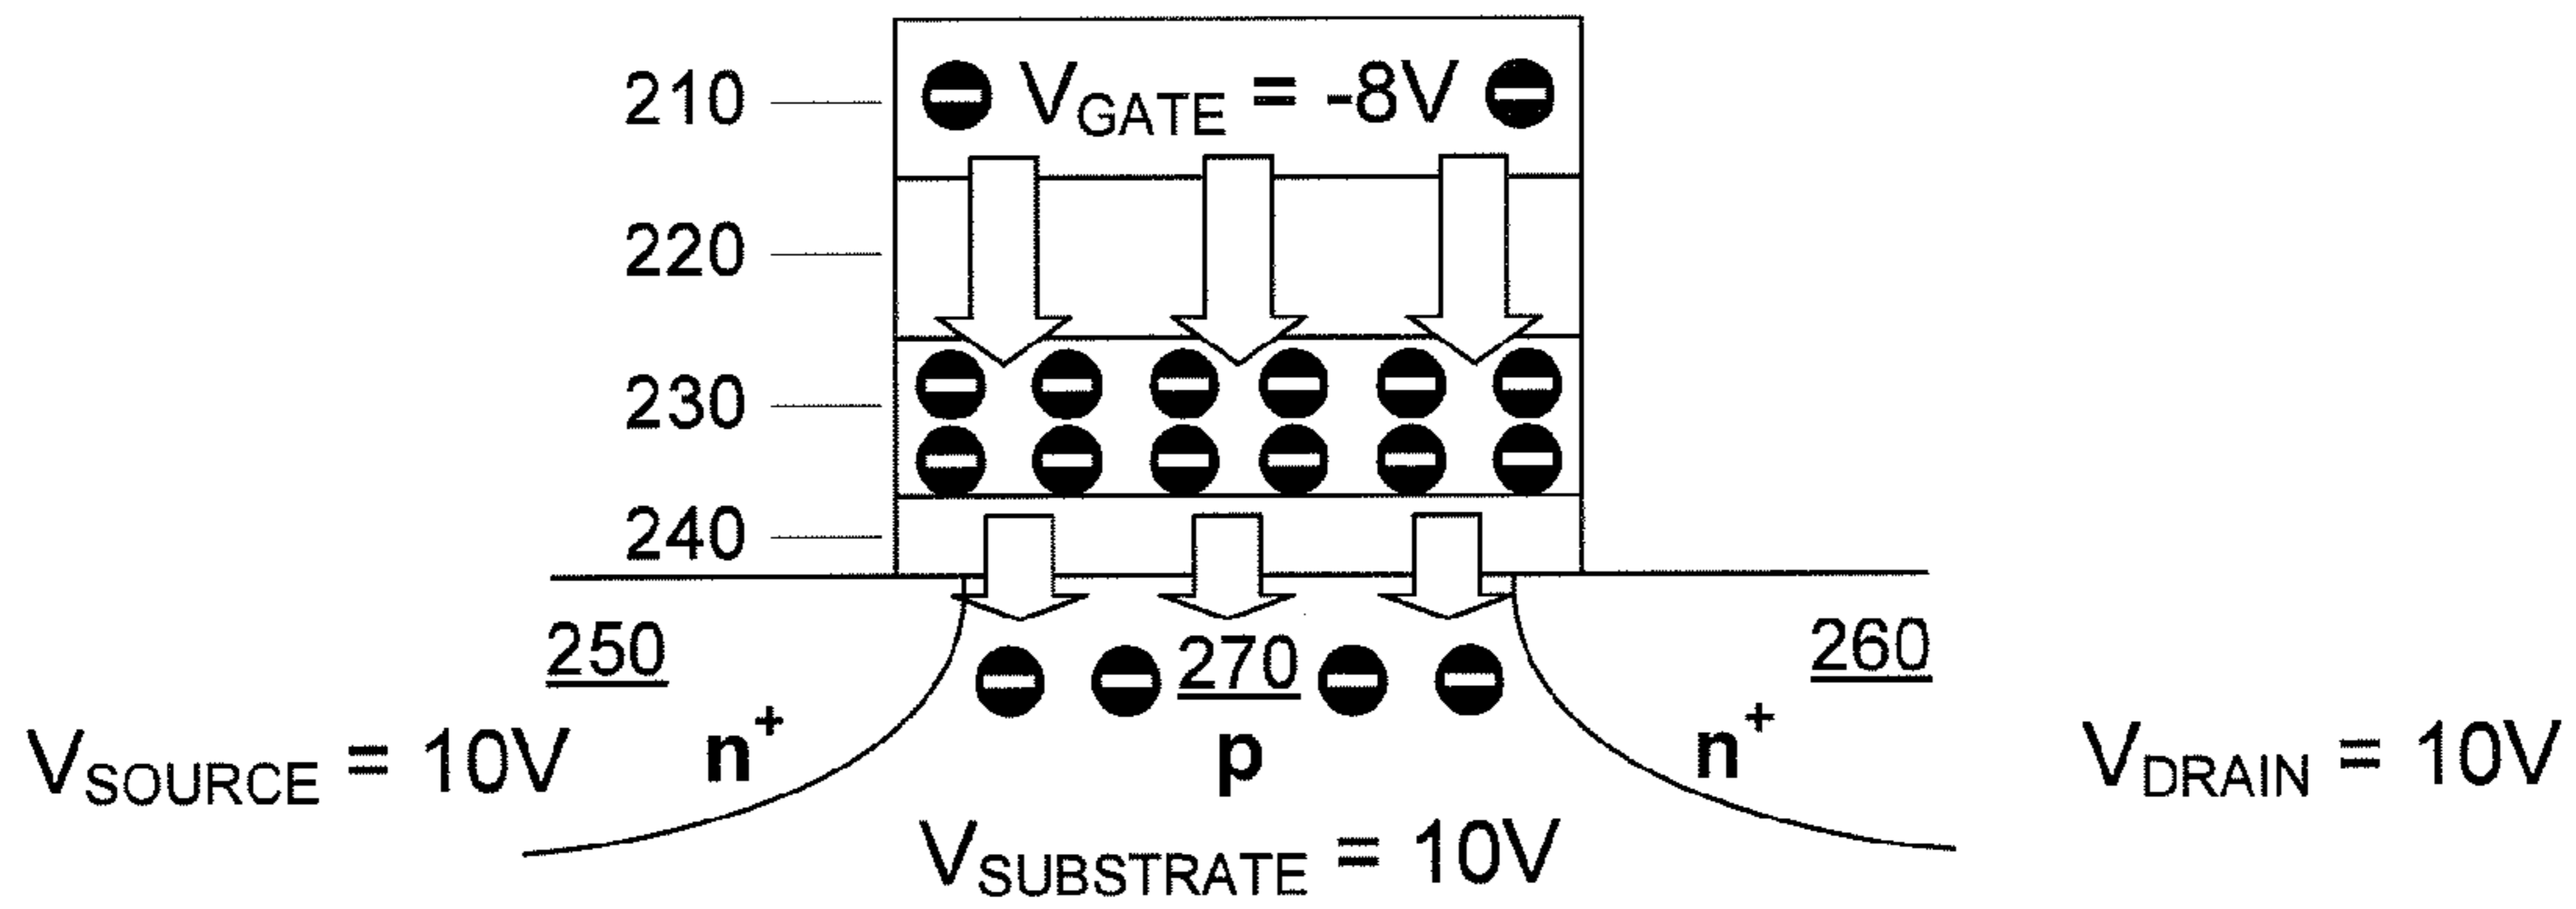 210
V_GATE = -8V
220
230
240
250
270
260
V_SOURCE = 10V
n⁺
p
n⁺
V_DRAIN = 10V
V_SUBSTRATE = 10V